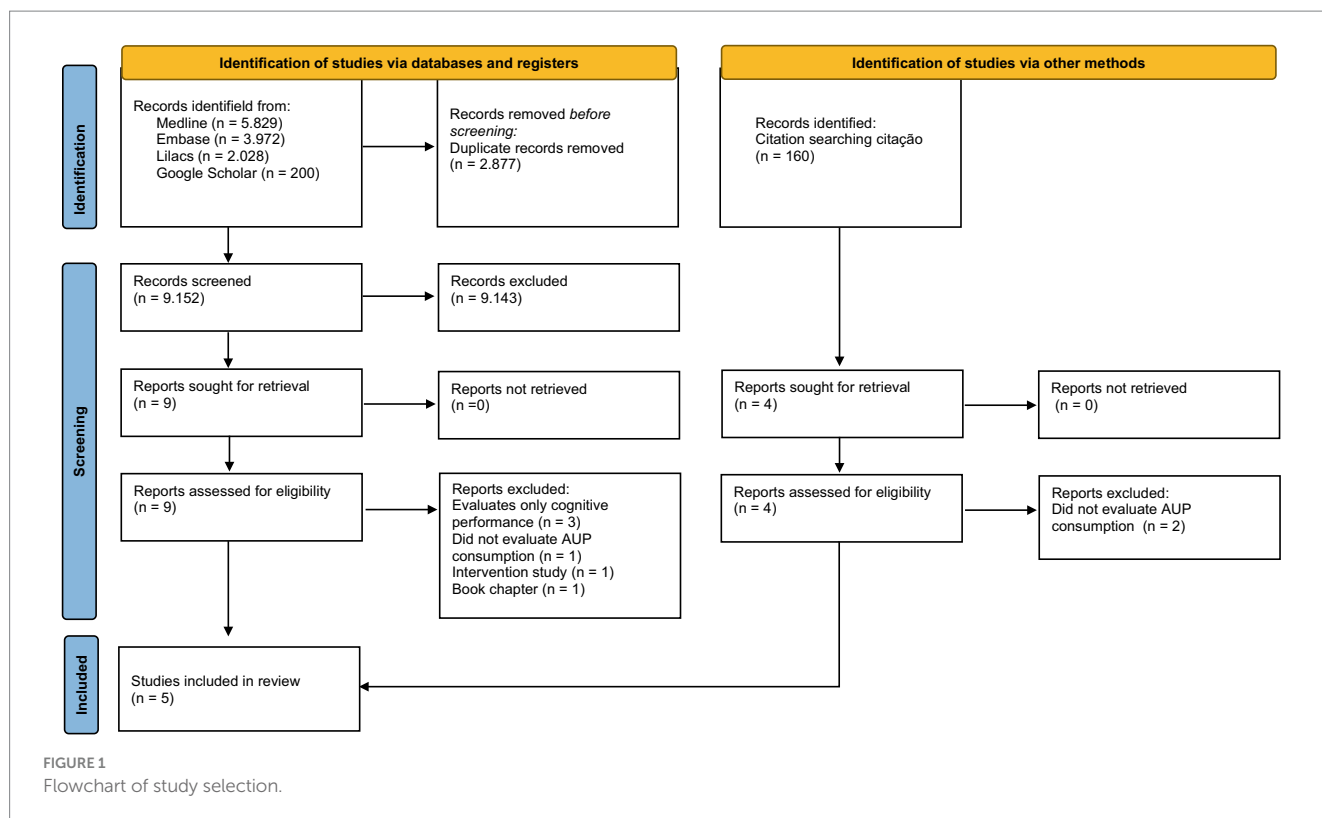 Identification of studies via databases and registers
Identification of studies via other methods
Identification
Records identifield from:
Medline (n = 5.829)
Embase (n = 3.972)
Lilacs (n = 2.028)
Google Scholar (n = 200)
Records removed before
screening:
Duplicate records removed
(n = 2.877)
Records identified:
Citation searching citação
(n = 160)
Screening
Records screened
(n = 9.152)
Records excluded
(n = 9.143)
Reports sought for retrieval
(n = 9)
Reports not retrieved
(n =0)
Reports sought for retrieval
(n = 4)
Reports not retrieved
(n = 0)
Reports assessed for eligibility
(n = 9)
Reports excluded:
Evaluates only cognitive
performance (n = 3)
Did not evaluate AUP
consumption (n = 1)
Intervention study (n = 1)
Book chapter (n = 1)
Reports assessed for eligibility
(n = 4)
Reports excluded:
Did not evaluate AUP
consumption (n = 2)
Included
Studies included in review
(n = 5)
FIGURE 1
Flowchart of study selection.